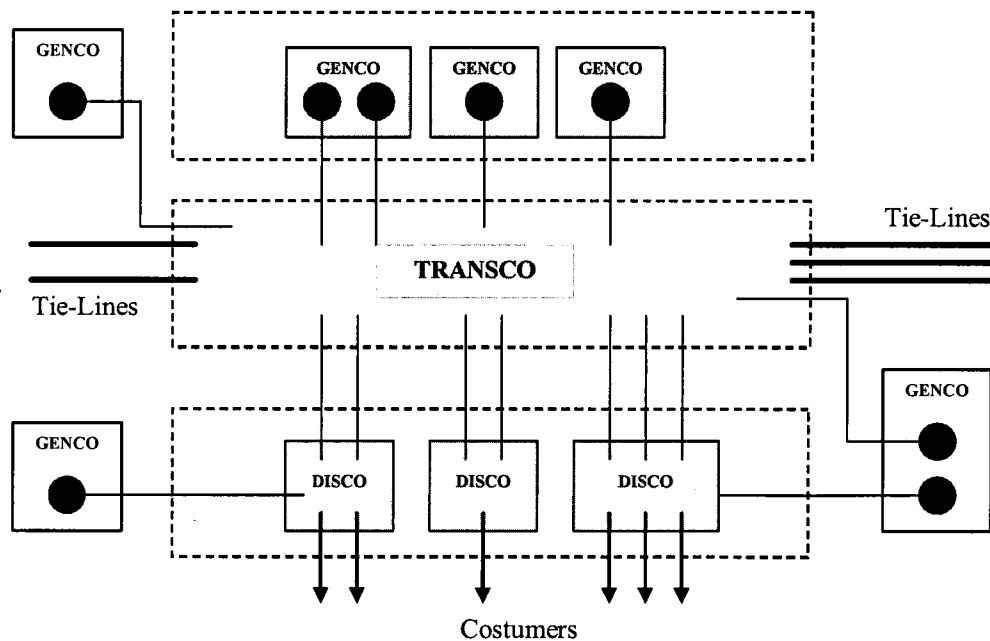 GENCO
GENCO
GENCO
GENCO
Tie-Lines
TRANSCO
Tie-Lines
GENCO
GENCO
DISCO
DISCO
DISCO
Costumers